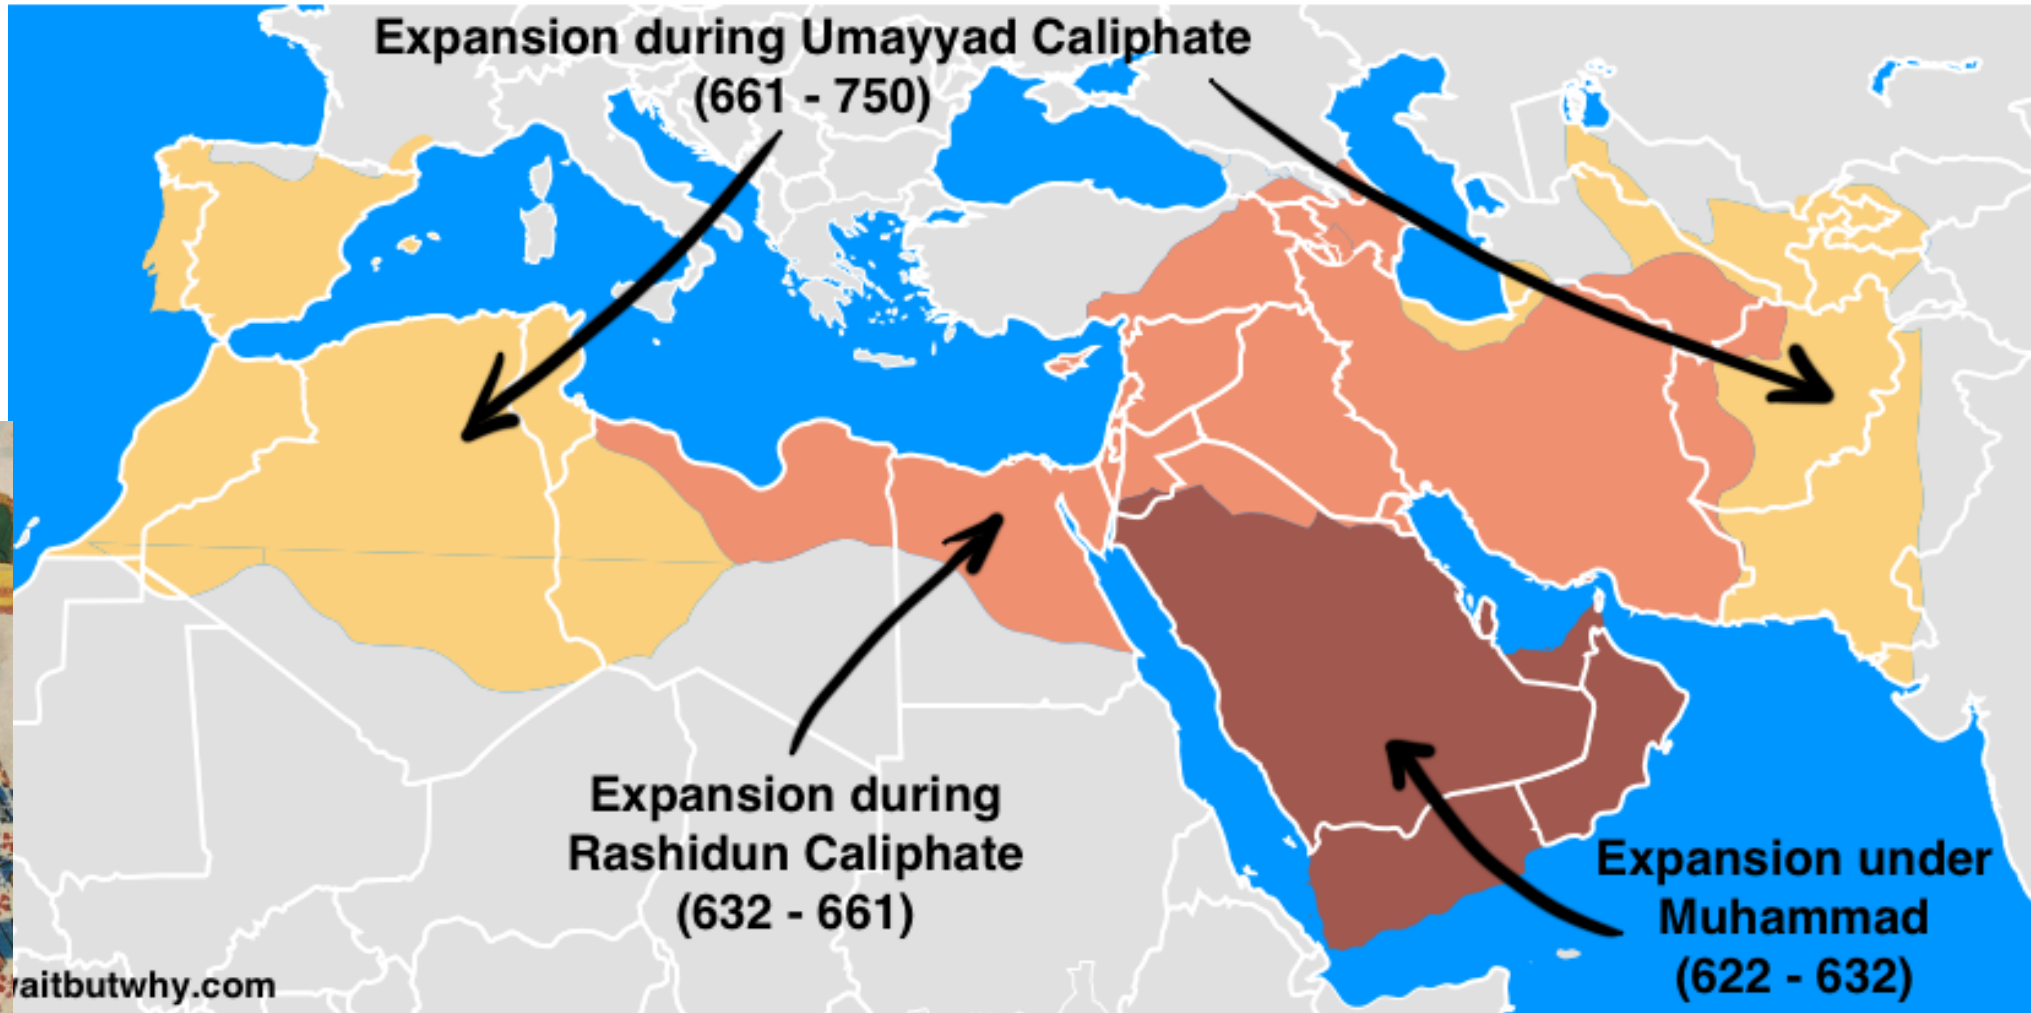 Expansion during Umayyad Caliphate
(661 - 750)
Expansion during
Rashidun Caliphate
(632 - 661)
Expansion under
Muhammad
(622 - 632)
aitbutwhy.com